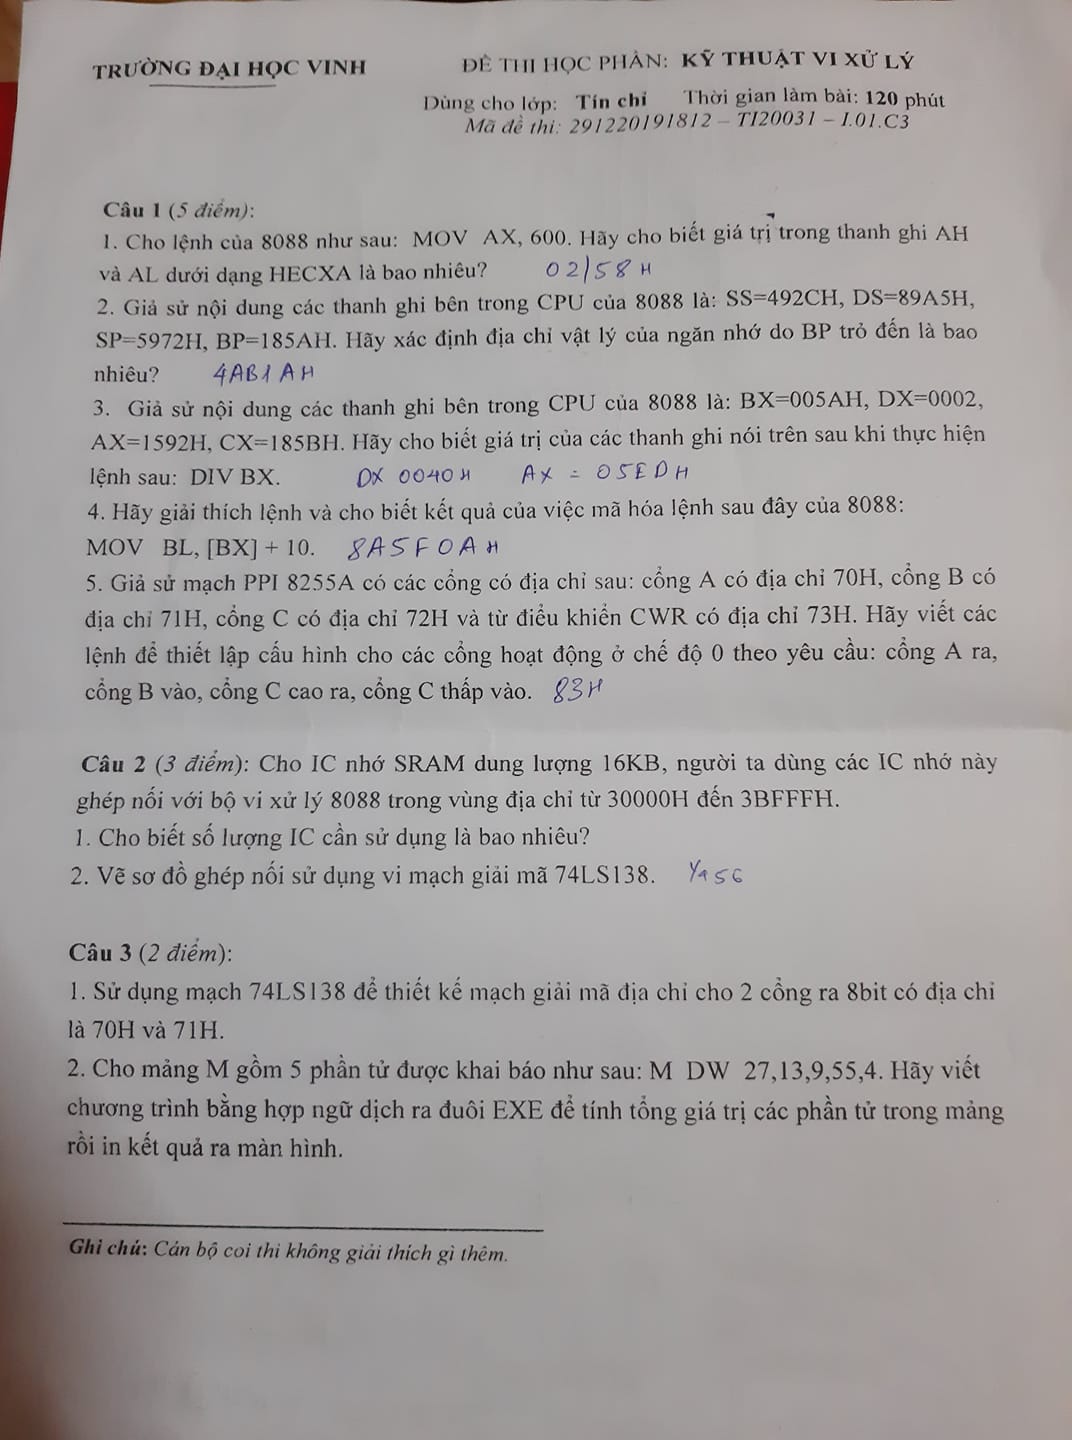 TRƯỜNG ĐẠI HỌC VINH
ĐỀ THI HỌC PHẦN: KỸ THUẬT VI XỬ LÝ
Dùng cho lớp: Tín chỉ Thời gian làm bài: 120 phút
Mã đề thi: 291220191812 – TI20031 – I.01.C3
Câu 1 (5 điểm):
1. Cho lệnh của 8088 như sau: MOV AX, 600. Hãy cho biết giá trị trong thanh ghi AH
và AL dưới dạng HECXA là bao nhiêu? 02/58 H
2. Giả sử nội dung các thanh ghi bên trong CPU của 8088 là: SS=492CH, DS=89A5H,
SP=5972H, BP=185AH. Hãy xác định địa chỉ vật lý của ngăn nhớ do BP trỏ đến là bao
nhiêu? 4AB1AH
3. Giả sử nội dung các thanh ghi bên trong CPU của 8088 là: BX=005AH, DX=0002,
AX=1592H, CX=185BH. Hãy cho biết giá trị của các thanh ghi nói trên sau khi thực hiện
lệnh sau: DIV BX. DX 0040H AX = 05EDH
4. Hãy giải thích lệnh và cho biết kết quả của việc mã hóa lệnh sau đây của 8088:
MOV BL, [BX] + 10. 8A5F0AH
5. Giả sử mạch PPI 8255A có các cổng có địa chỉ sau: cổng A có địa chỉ 70H, cổng B có
địa chỉ 71H, cổng C có địa chỉ 72H và từ điều khiển CWR có địa chỉ 73H. Hãy viết các
lệnh để thiết lập cấu hình cho các cổng hoạt động ở chế độ 0 theo yêu cầu: cổng A ra,
cổng B vào, cổng C cao ra, cổng C thấp vào. 83H
Câu 2 (3 điểm): Cho IC nhớ SRAM dung lượng 16KB, người ta dùng các IC nhớ này
ghép nối với bộ vi xử lý 8088 trong vùng địa chỉ từ 30000H đến 3BFFFH.
1. Cho biết số lượng IC cần sử dụng là bao nhiêu?
2. Vẽ sơ đồ ghép nối sử dụng vi mạch giải mã 74LS138.
Câu 3 (2 điểm):
1. Sử dụng mạch 74LS138 để thiết kế mạch giải mã địa chỉ cho 2 cổng ra 8bit có địa chỉ
là 70H và 71H.
2. Cho mảng M gồm 5 phần tử được khai báo như sau: M DW 27,13,9,55,4. Hãy viết
chương trình bằng hợp ngữ dịch ra đuôi EXE để tính tổng giá trị các phần tử trong mảng
rồi in kết quả ra màn hình.
Ghi chú: Cán bộ coi thi không giải thích gì thêm.